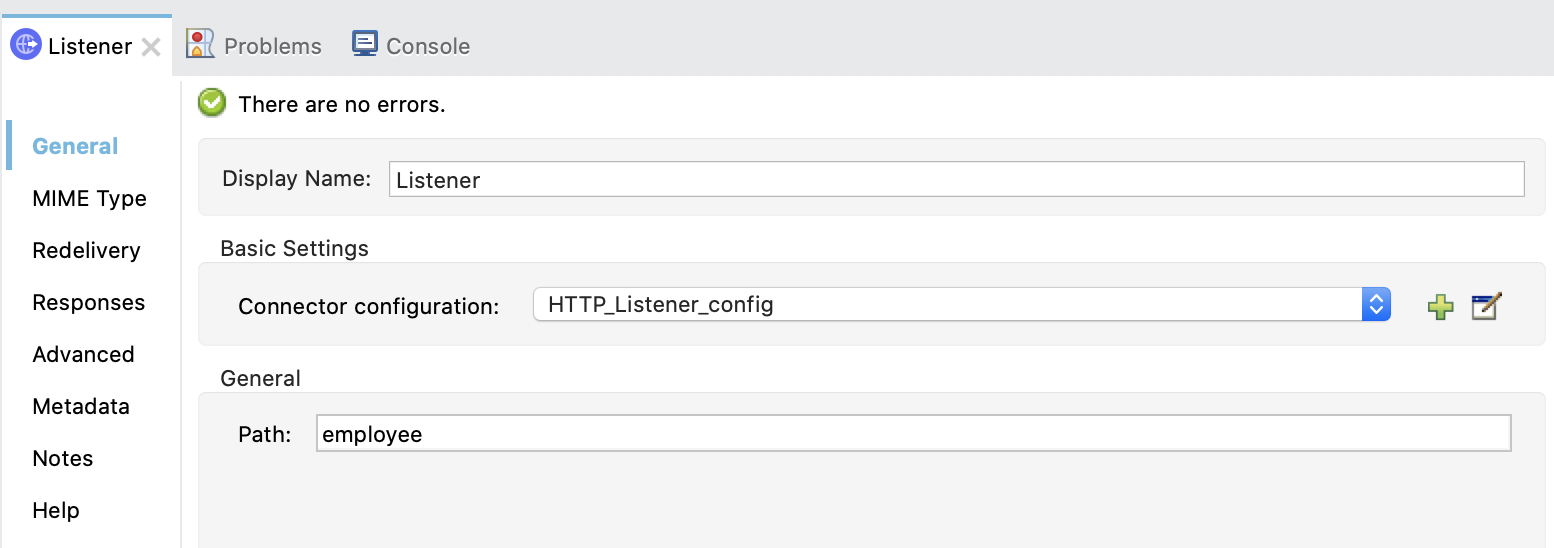 Listener
Problems
Console
There are no errors.
General
MIME Type
Redelivery
Responses
Advanced
Metadata
Notes
Help
Display Name: Listener
Basic Settings
Connector configuration: HTTP_Listener_config
General
Path: employee